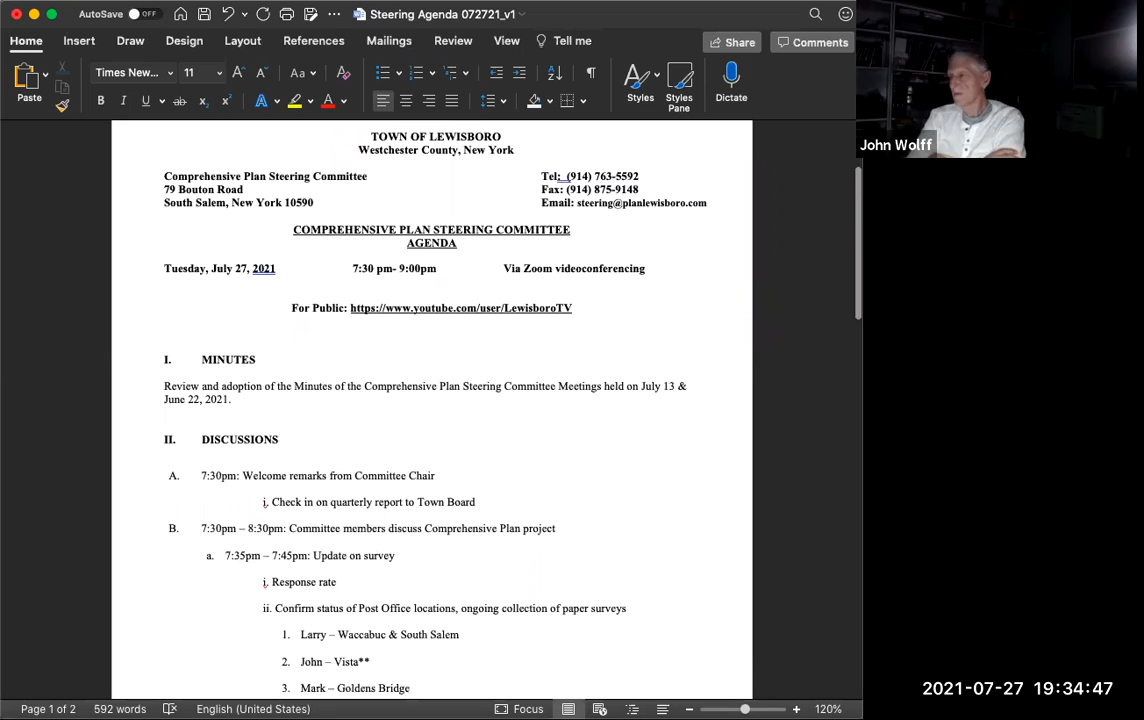 AutoSave OFF Steering Agenda 072721_v1
Home Insert Draw Design Layout References Mailings Review View Tell me Share Comments
Paste Times New... 11 Aa Styles Styles Pane Dictate
B I U ab x₂ x² A A
TOWN OF LEWISBORO
Westchester County, New York
Comprehensive Plan Steering Committee Tel: (914) 763-5592
79 Bouton Road Fax: (914) 875-9148
South Salem, New York 10590 Email: steering@planlewisboro.com
COMPREHENSIVE PLAN STEERING COMMITTEE
AGENDA
Tuesday, July 27, 2021 7:30 pm- 9:00pm Via Zoom videoconferencing
For Public: https://www.youtube.com/user/LewisboroTV
I. MINUTES
Review and adoption of the Minutes of the Comprehensive Plan Steering Committee Meetings held on July 13 &
June 22, 2021.
II. DISCUSSIONS
A. 7:30pm: Welcome remarks from Committee Chair
i. Check in on quarterly report to Town Board
B. 7:30pm – 8:30pm: Committee members discuss Comprehensive Plan project
a. 7:35pm – 7:45pm: Update on survey
i. Response rate
ii. Confirm status of Post Office locations, ongoing collection of paper surveys
1. Larry – Waccabuc & South Salem
2. John – Vista**
3. Mark – Goldens Bridge
Page 1 of 2 592 words English (United States) Focus 120%
John Wolff
2021-07-27 19:34:47